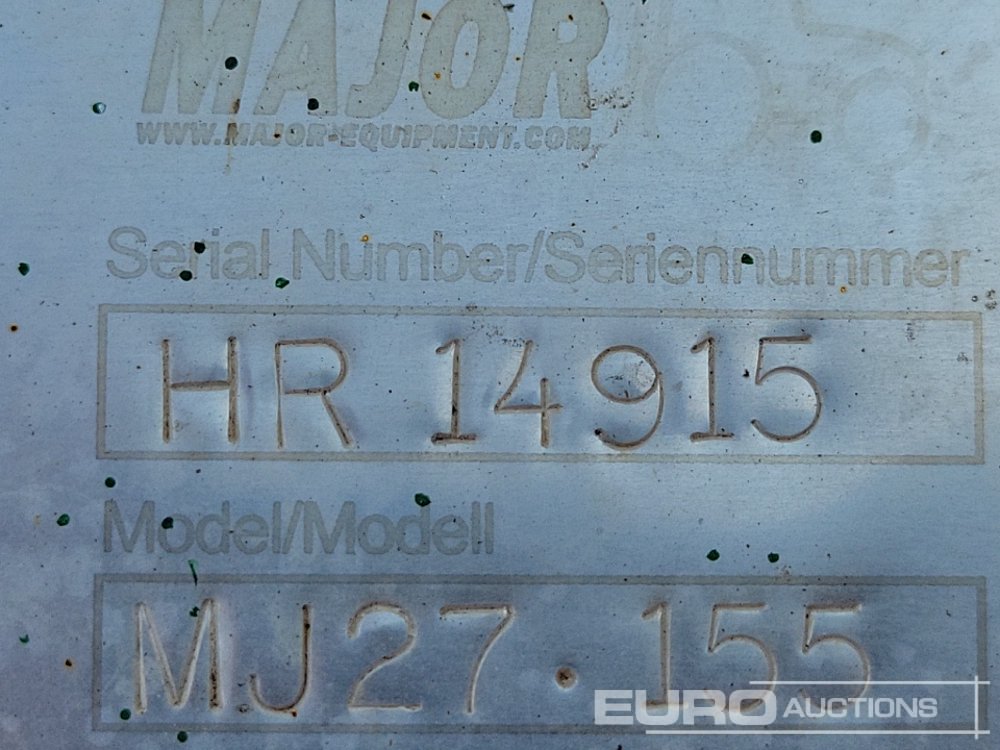 MAJOR
WWW.MAJOR-EQUIPMENT.COM
Serial Number/Seriennummer
HR 14915
Model/Modell
MJ27·155
EURO AUCTIONS